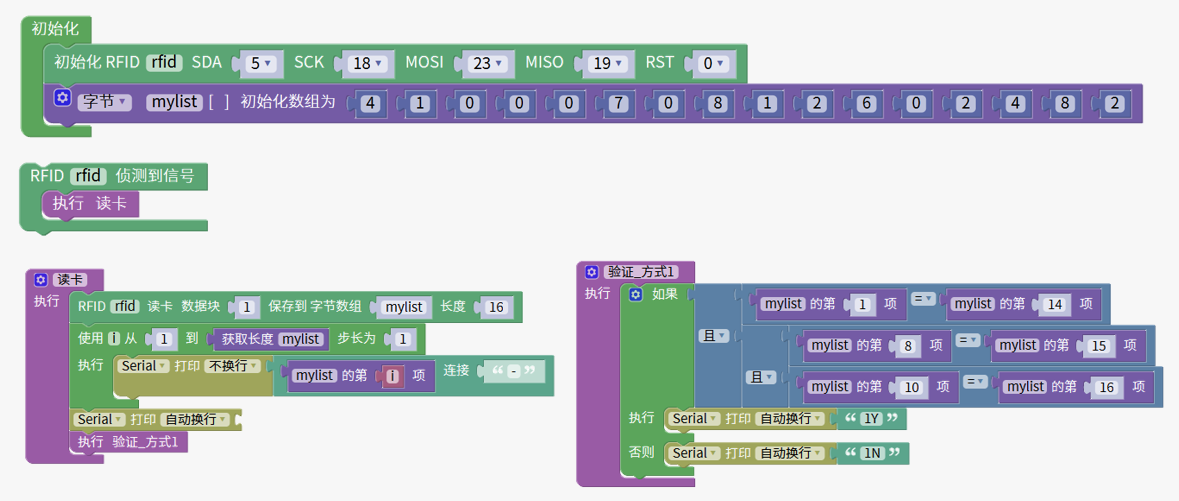 初始化
初始化 RFID rfid SDA 5 SCK 18 MOSI 23 MISO 19 RST 0
字节 mylist [ ] 初始化数组为 4 1 0 0 0 7 0 8 1 2 6 0 2 4 8 2
RFID rfid 侦测到信号
执行 读卡
读卡
执行 RFID rfid 读卡 数据块 1 保存到 字节数组 mylist 长度 16
使用 i 从 1 到 获取长度 mylist 步长为 1
执行 Serial 打印 不换行 mylist 的第 i 项 连接 “ - ”
Serial 打印 自动换行
执行 验证_方式1
验证_方式1
执行 如果 mylist 的第 1 项 = mylist 的第 14 项
且 mylist 的第 8 项 = mylist 的第 15 项
且 mylist 的第 10 项 = mylist 的第 16 项
执行 Serial 打印 自动换行 “ 1Y ”
否则 Serial 打印 自动换行 “ 1N ”